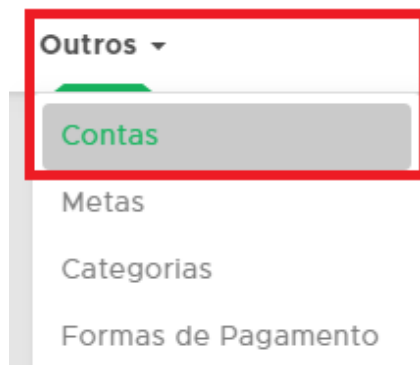 Outros
Contas
Metas
Categorias
Formas de Pagamento